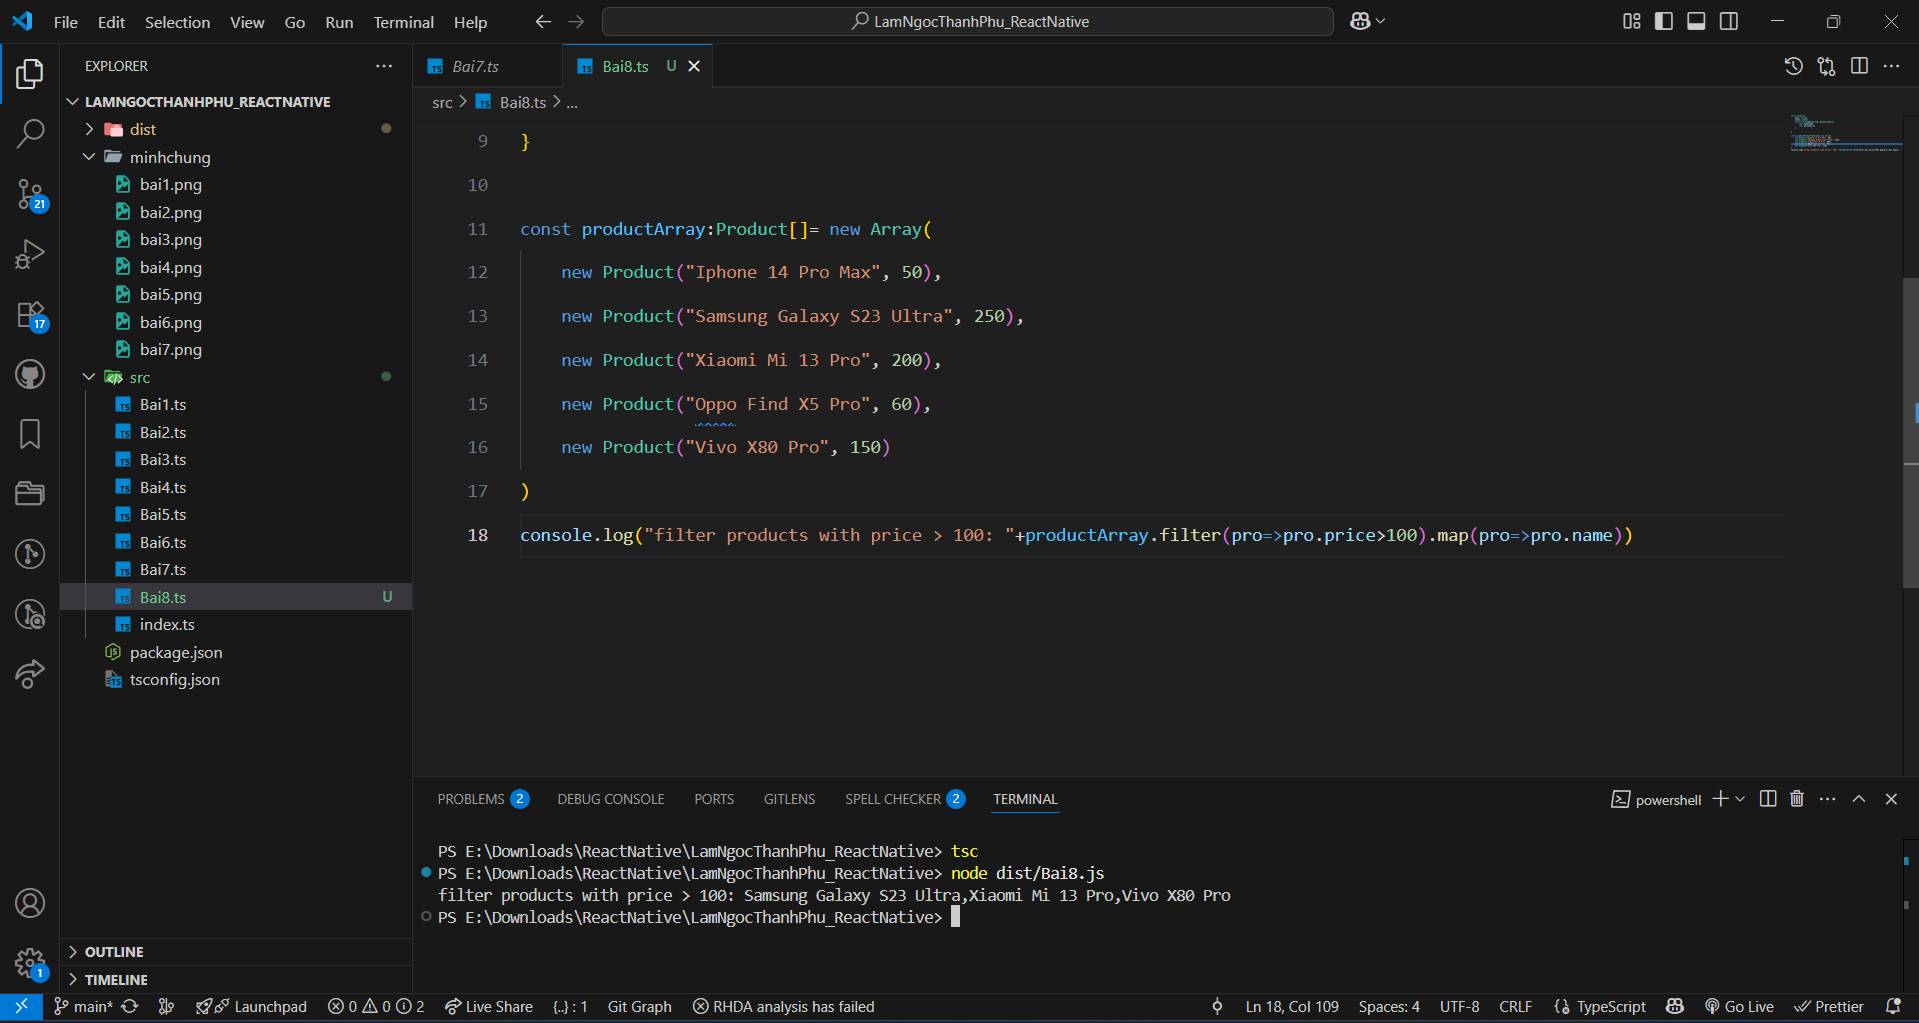 File Edit Selection View Go Run Terminal Help
LamNgocThanhPhu_ReactNative
EXPLORER
LAMNGOCTHANHPHU_REACTNATIVE
dist
minhchung
bai1.png
bai2.png
bai3.png
bai4.png
bai5.png
bai6.png
bai7.png
src
Bai1.ts
Bai2.ts
Bai3.ts
Bai4.ts
Bai5.ts
Bai6.ts
Bai7.ts
Bai8.ts U
index.ts
package.json
tsconfig.json
OUTLINE
TIMELINE
21
17
1
Bai7.ts
Bai8.ts U
src > Bai8.ts > ...
9 }
10
11 const productArray:Product[]= new Array(
12 new Product("Iphone 14 Pro Max", 50),
13 new Product("Samsung Galaxy S23 Ultra", 250),
14 new Product("Xiaomi Mi 13 Pro", 200),
15 new Product("Oppo Find X5 Pro", 60),
16 new Product("Vivo X80 Pro", 150)
17 )
18 console.log("filter products with price > 100: "+productArray.filter(pro=>pro.price>100).map(pro=>pro.name))
PROBLEMS 2 DEBUG CONSOLE PORTS GITLENS SPELL CHECKER 2 TERMINAL
powershell
PS E:\Downloads\ReactNative\LamNgocThanhPhu_ReactNative> tsc
PS E:\Downloads\ReactNative\LamNgocThanhPhu_ReactNative> node dist/Bai8.js
filter products with price > 100: Samsung Galaxy S23 Ultra,Xiaomi Mi 13 Pro,Vivo X80 Pro
PS E:\Downloads\ReactNative\LamNgocThanhPhu_ReactNative>
main* Launchpad 0 0 2 Live Share {..} : 1 Git Graph RHDA analysis has failed Ln 18, Col 109 Spaces: 4 UTF-8 CRLF TypeScript Go Live Prettier